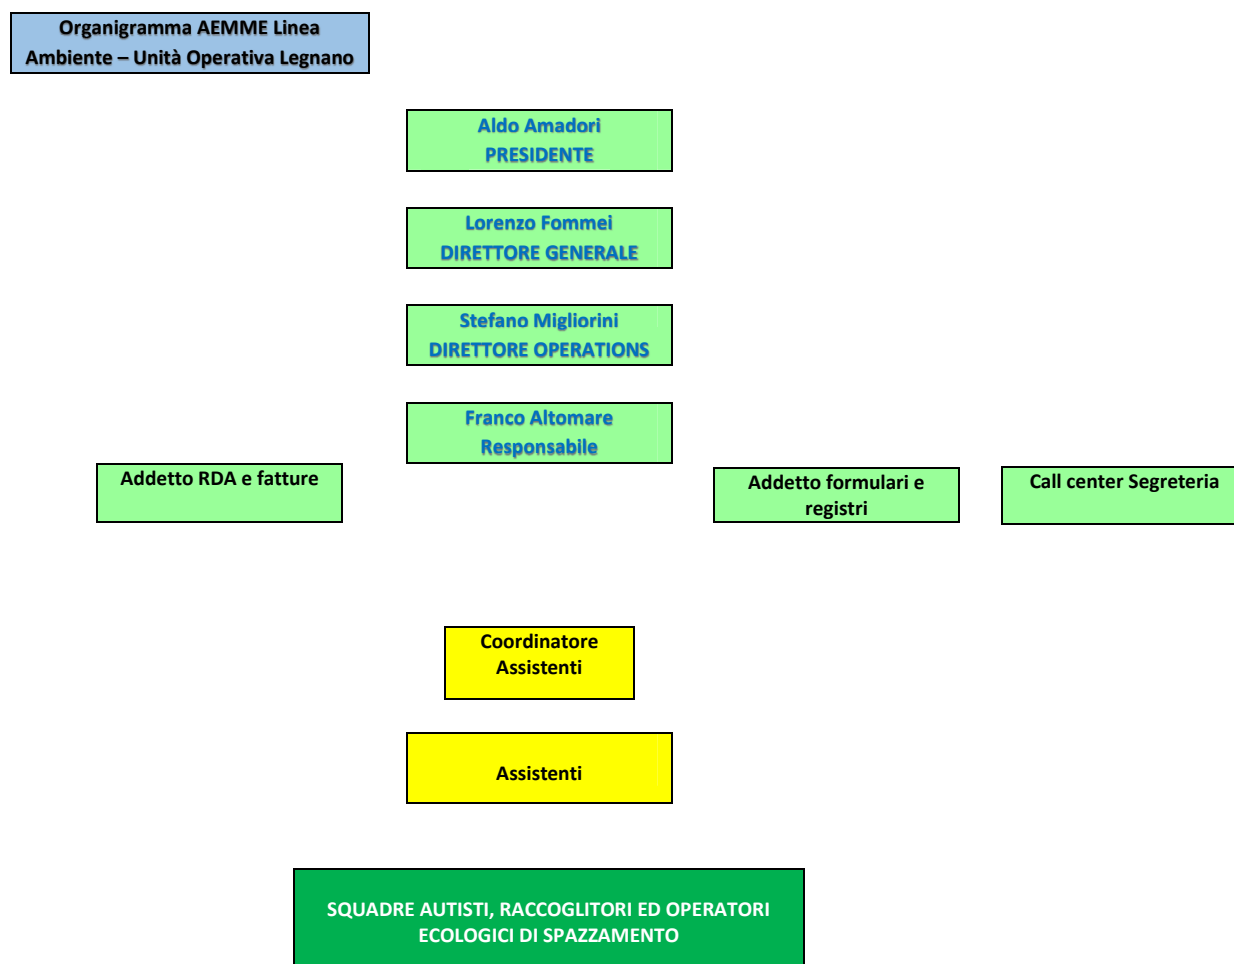 Organigramma AEMME Linea
Ambiente – Unità Operativa Legnano
Aldo Amadori
PRESIDENTE
Lorenzo Fommei
DIRETTORE GENERALE
Stefano Migliorini
DIRETTORE OPERATIONS
Franco Altomare
Responsabile
Addetto RDA e fatture
Addetto formulari e
registri
Call center Segreteria
Coordinatore
Assistenti
Assistenti
SQUADRE AUTISTI, RACCOGLITORI ED OPERATORI
ECOLOGICI DI SPAZZAMENTO